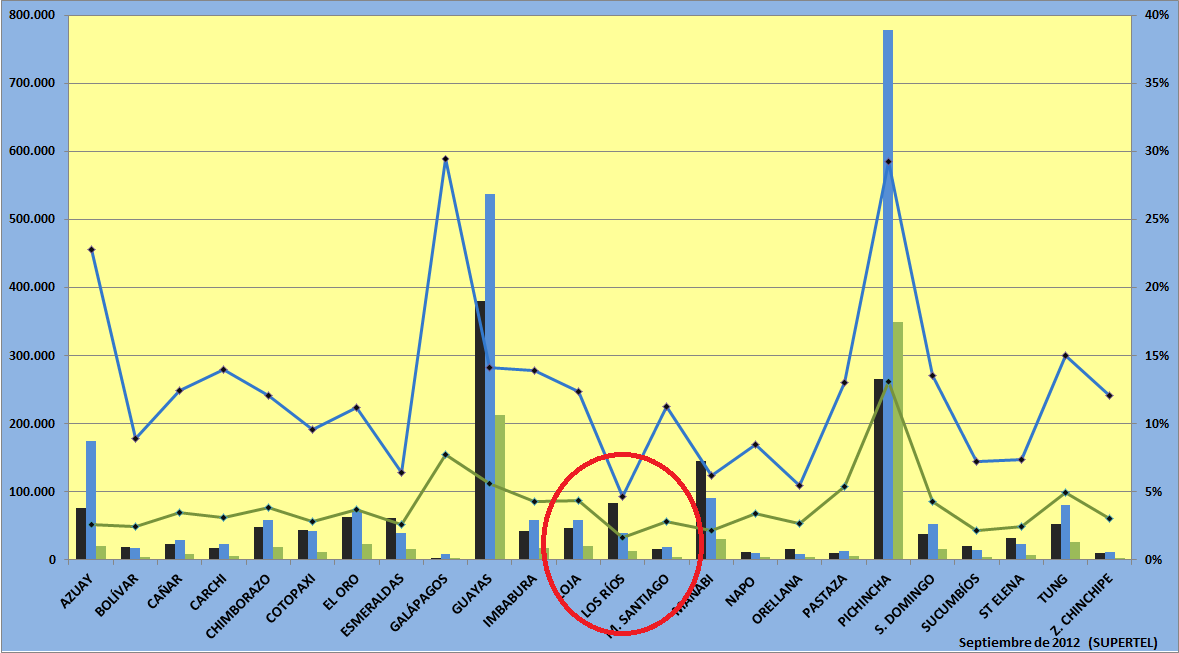 800.000
700.000
600.000
500.000
400.000
300.000
200.000
100.000
0
40%
35%
30%
25%
20%
15%
10%
5%
0%
AZUAY
BOLÍVAR
CAÑAR
CARCHI
CHIMBORAZO
COTOPAXI
EL ORO
ESMERALDAS
GALÁPAGOS
GUAYAS
IMBABURA
LOJA
LOS RÍOS
M. SANTIAGO
MANABI
NAPO
ORELLANA
PASTAZA
PICHINCHA
S. DOMINGO
SUCUMBÍOS
ST ELENA
TUNG
Z. CHINCHIPE
Septiembre de 2012 (SUPERTEL)